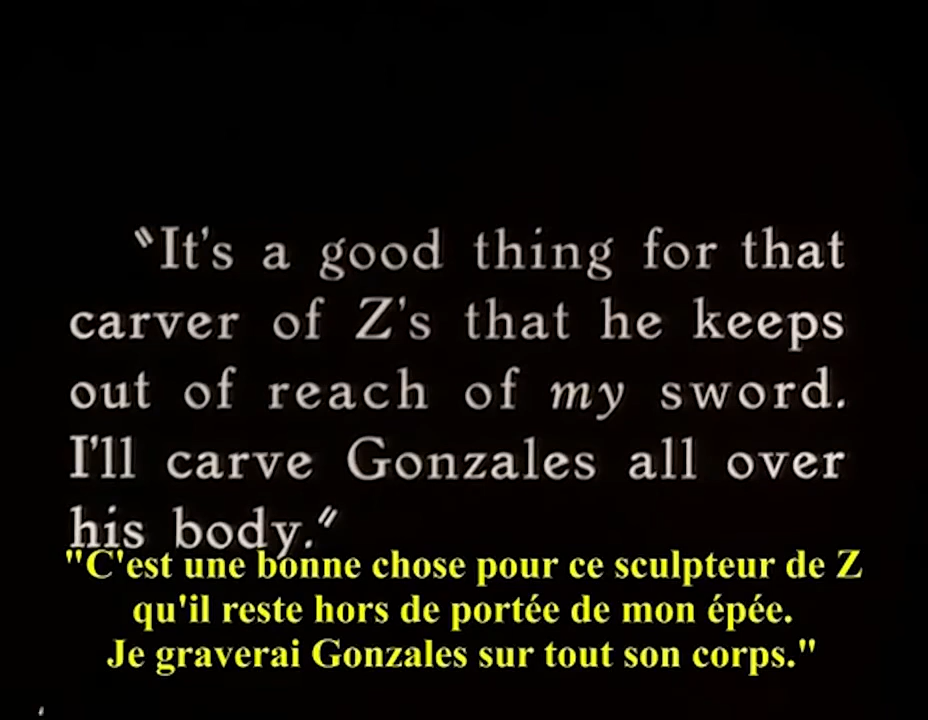 "It's a good thing for that
carver of Z's that he keeps
out of reach of my sword.
I'll carve Gonzales all over
his body."
"C'est une bonne chose pour ce sculpteur de Z
qu'il reste hors de portée de mon épée.
Je graverai Gonzales sur tout son corps."